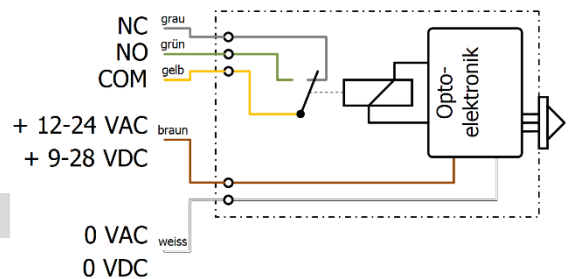 NC grau
NO grün
COM gelb
+ 12-24 VAC braun
+ 9-28 VDC
0 VAC weiss
0 VDC
Opto-
elektronik